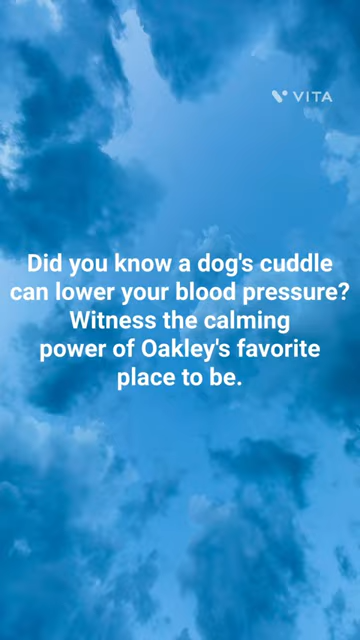 VITA
Did you know a dog's cuddle
can lower your blood pressure?
Witness the calming
power of Oakley's favorite
place to be.